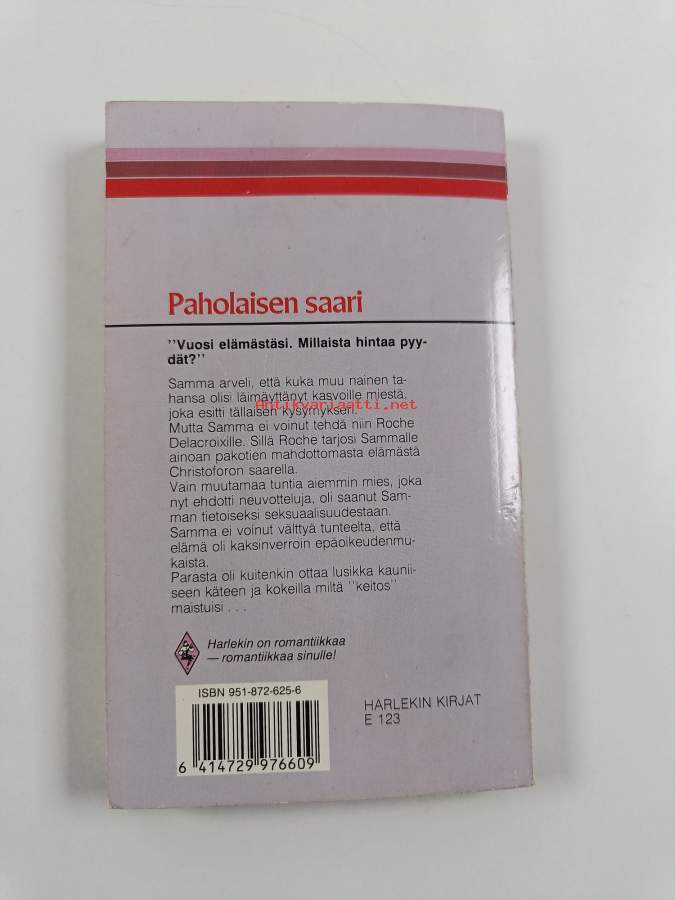 Paholaisen saari
"Vuosi elämästäsi. Millaista hintaa pyy-
dät?"
Samma arveli, että kuka muu nainen ta-
hansa olisi läimäyttänyt kasvoille miestä,
joka esitti tällaisen kysymyksen.
Antikvariaatti.net
Mutta Samma ei voinut tehdä niin Roche
Delacroixille. Sillä Roche tarjosi Sammalle
ainoan pakotien mahdottomasta elämästä
Christoforon saarella.
Vain muutamaa tuntia aiemmin mies, joka
nyt ehdotti neuvotteluja, oli saanut Sam-
man tietoiseksi seksuaalisuudestaan.
Samma ei voinut välttyä tunteelta, että
elämä oli kaksinverroin epäoikeudenmu-
kaista.
Parasta oli kuitenkin ottaa lusikka kaunii-
seen käteen ja kokeilla miltä "keitos"
maistuisi . . .
Harlekin on romantiikkaa
— romantiikkaa sinulle!
ISBN 951-872-625-6
6 414729 976609
HARLEKIN KIRJAT
E 123